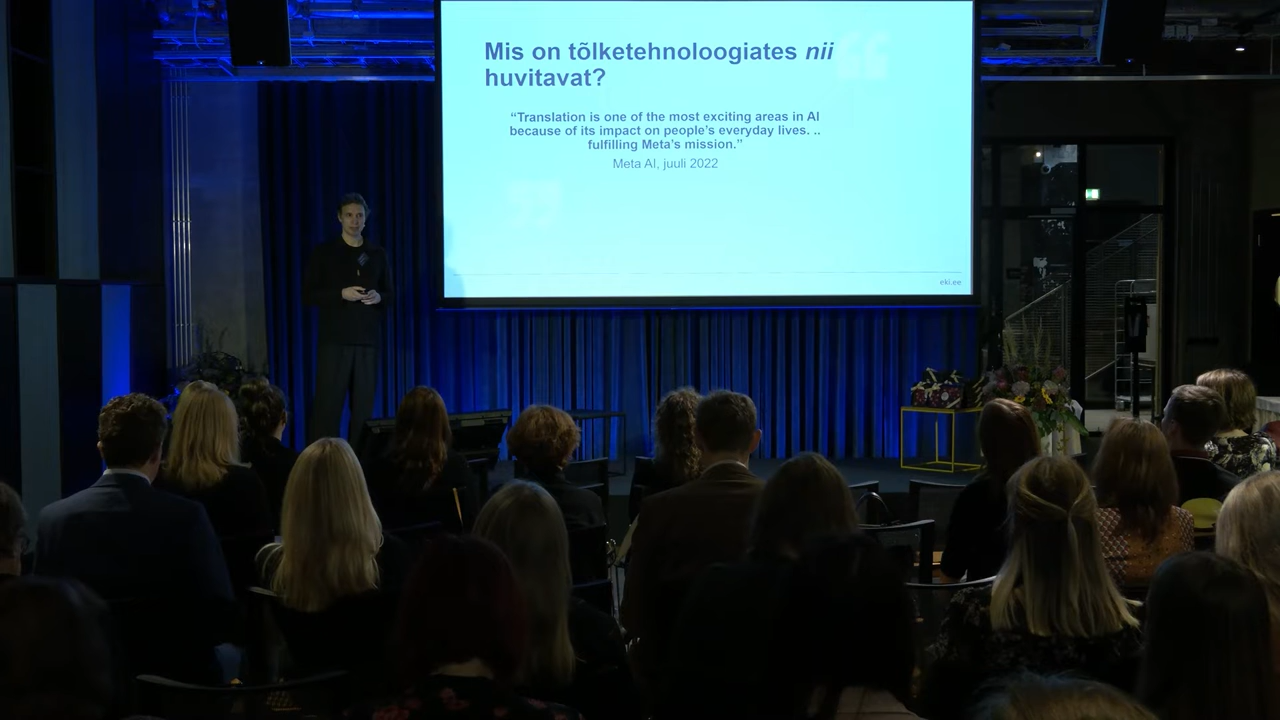 Mis on tõlketehnoloogiates nii
huvitavat?
“Translation is one of the most exciting areas in AI
because of its impact on people’s everyday lives. ..
fulfilling Meta’s mission.”
Meta AI, juuli 2022
eki.ee